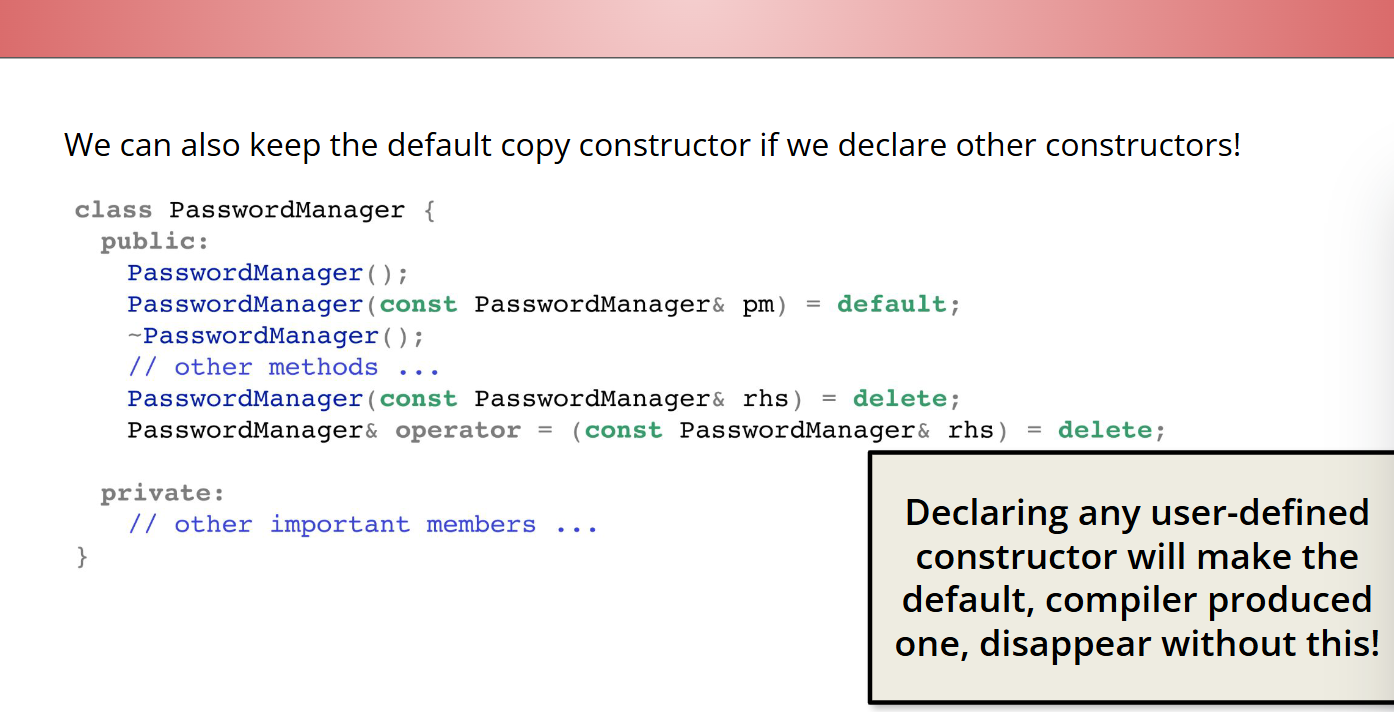 We can also keep the default copy constructor if we declare other constructors!
class PasswordManager {
public:
PasswordManager();
PasswordManager(const PasswordManager& pm) = default;
~PasswordManager();
// other methods ...
PasswordManager(const PasswordManager& rhs) = delete;
PasswordManager& operator = (const PasswordManager& rhs) = delete;
private:
// other important members ...
}
Declaring any user-defined
constructor will make the
default, compiler produced
one, disappear without this!